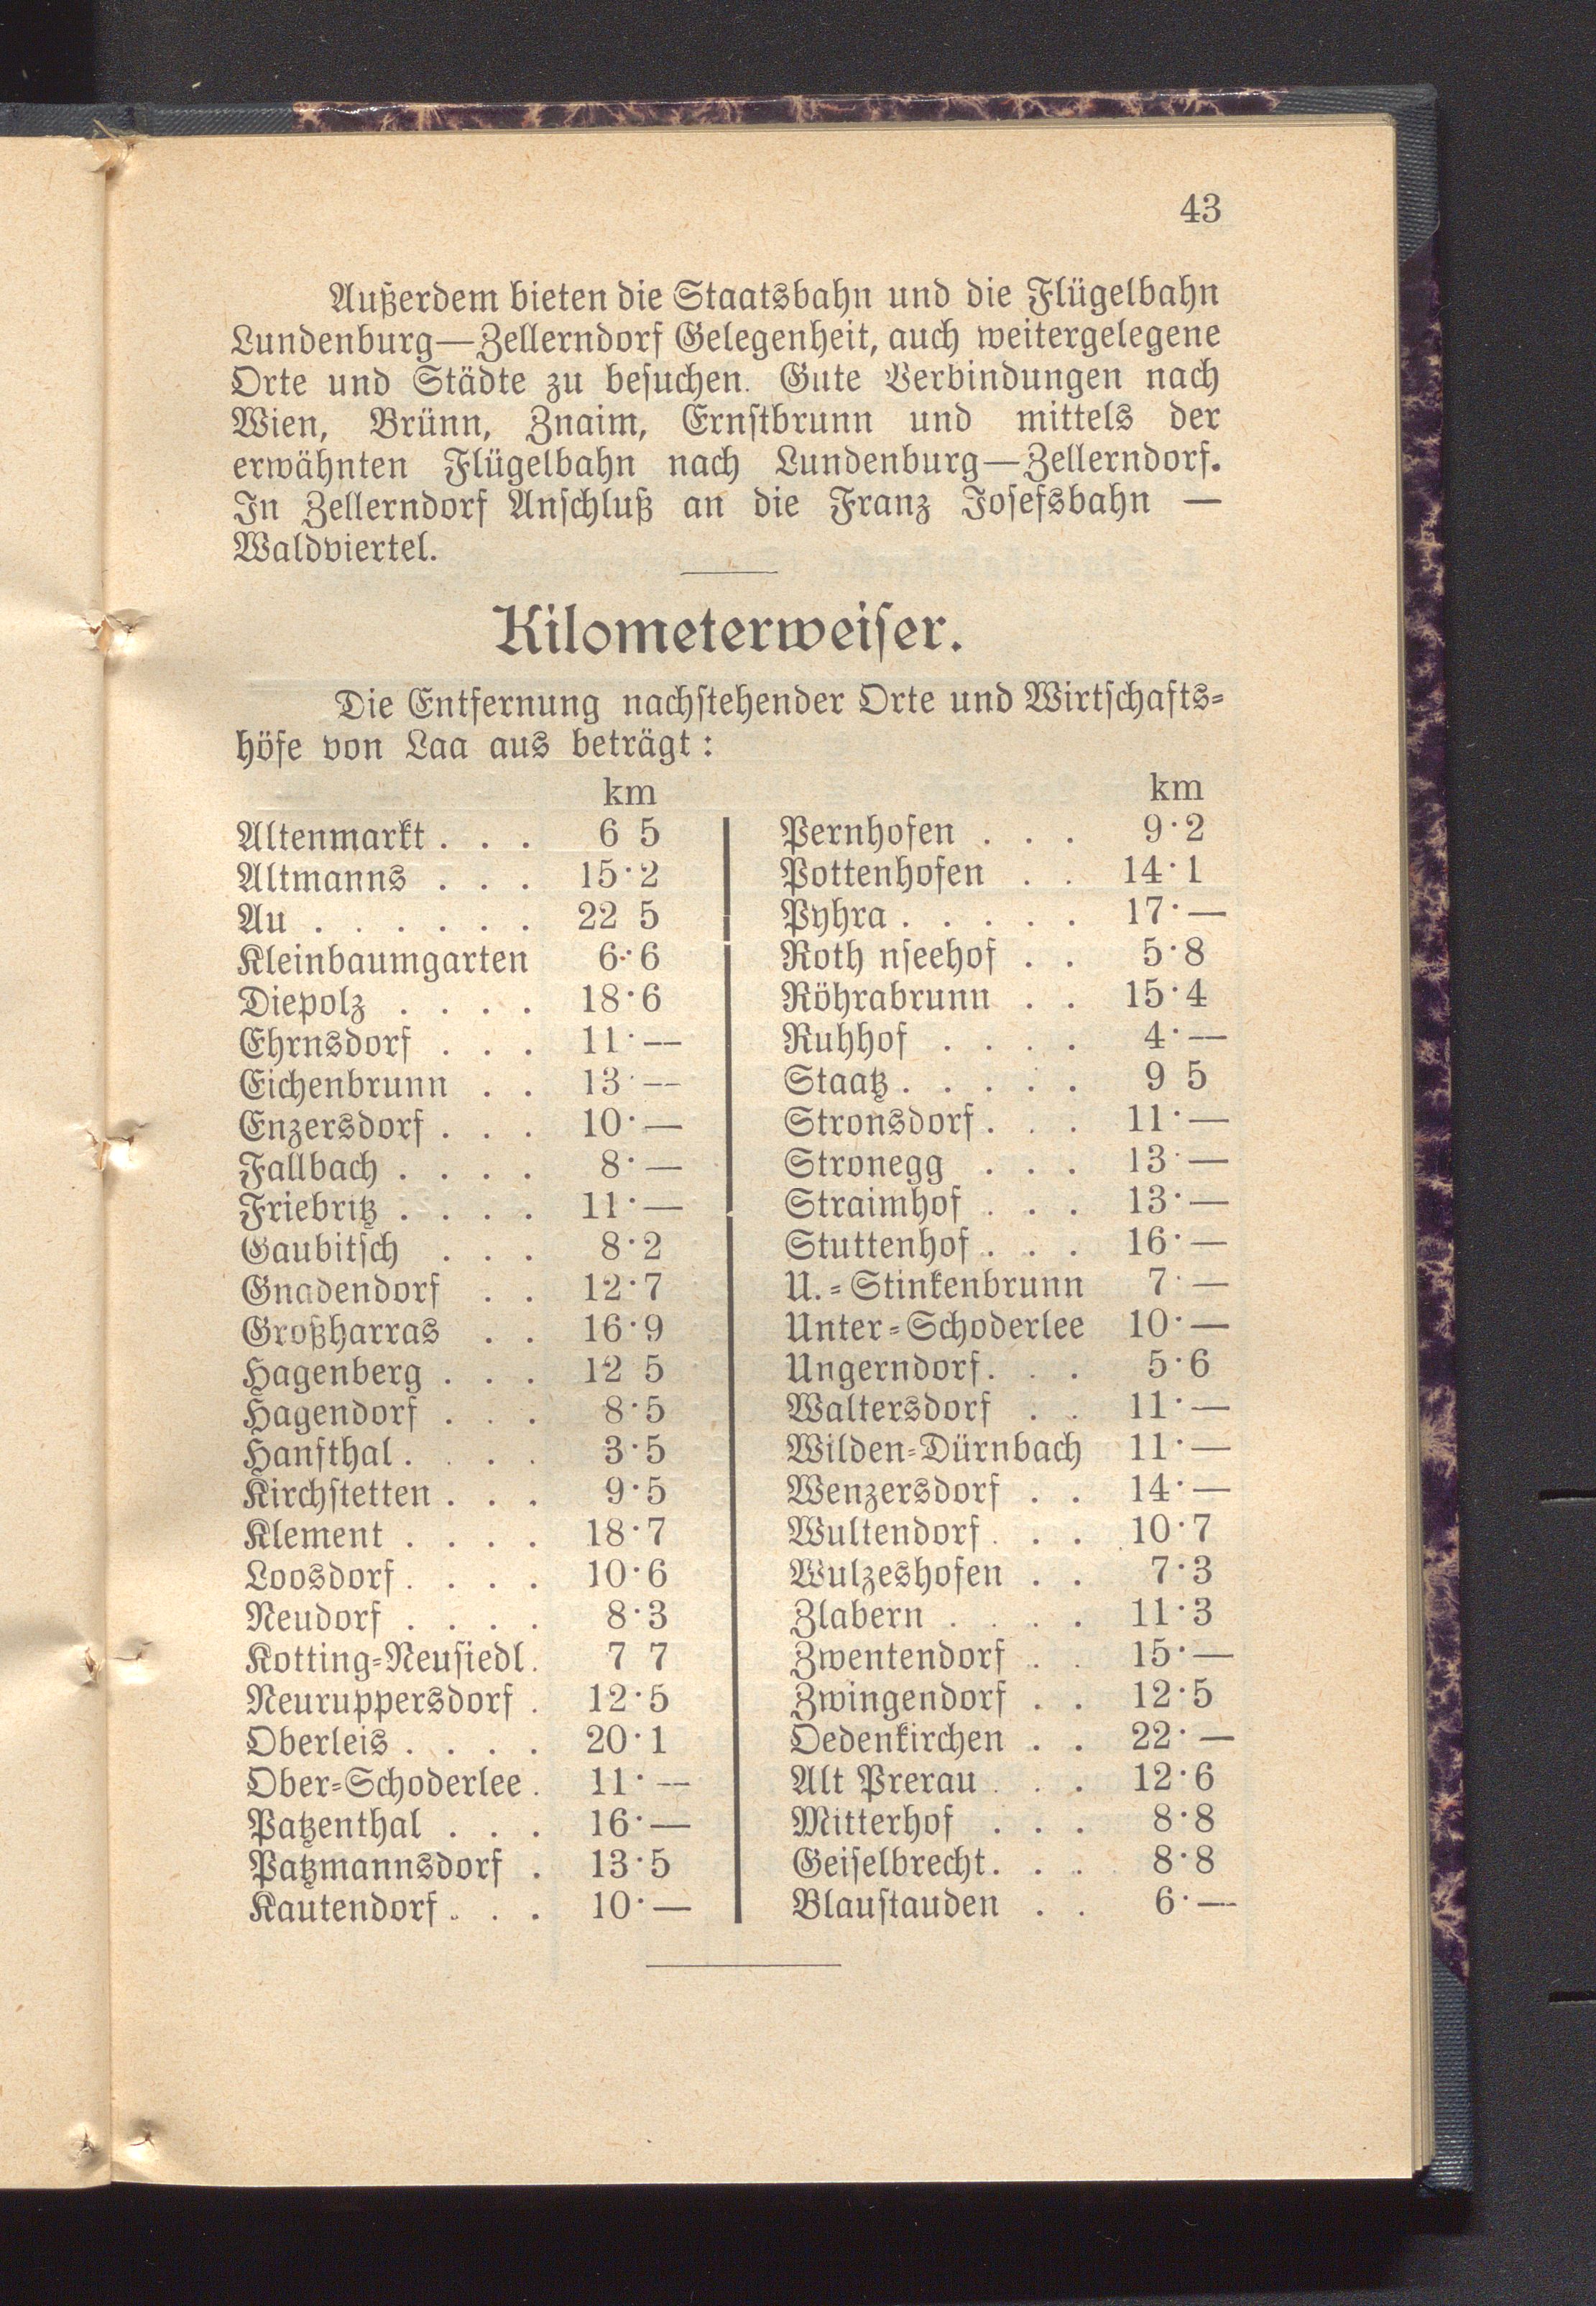 43
Außerdem bieten die Staatsbahn und die Flügelbahn
Lundenburg—Zellerndorf Gelegenheit, auch weitergelegene
Orte und Städte zu besuchen. Gute Verbindungen nach
Wien, Brünn, Znaim, Ernstbrunn und mittels der
erwähnten Flügelbahn nach Lundenburg—Zellerndorf.
In Zellerndorf Anschluß an die Franz Josefsbahn —
Waldviertel.
Kilometerweiser.
Die Entfernung nachstehender Orte und Wirtschafts-
höfe von Laa aus beträgt:
km
Altenmarkt . . . 6 5
Altmanns . . . 15·2
Au . . . . . . 22 5
Kleinbaumgarten 6·6
Diepolz . . . . 18·6
Ehrnsdorf . . . 11·—
Eichenbrunn . . 13·—
Enzersdorf . . . 10·—
Fallbach . . . . 8·—
Friebritz . . . . 11·—
Gaubitsch . . . 8·2
Gnadendorf . . 12·7
Großharras . . 16·9
Hagenberg . . . 12 5
Hagendorf . . . 8·5
Hanfthal . . . . 3·5
Kirchstetten . . . 9·5
Klement . . . . 18·7
Loosdorf . . . . 10·6
Neudorf . . . . 8·3
Kotting-Neusiedl . 7 7
Neuruppersdorf . 12·5
Oberleis . . . . 20·1
Ober-Schoderlee . 11·—
Patzenthal . . . 16·—
Patzmannsdorf . 13·5
Kautendorf . . . 10·—
km
Pernhofen . . . 9·2
Pottenhofen . . 14·1
Pyhra . . . . . 17·—
Roth nseehof . . 5·8
Röhrabrunn . . 15·4
Ruhhof . . . . 4·—
Staatz . . . . . 9 5
Stronsdorf . . . 11·—
Stronegg . . . 13·—
Straimhof . . . 13·—
Stuttenhof . . . 16·—
U.-Stinkenbrunn 7·—
Unter-Schoderlee 10·—
Ungerndorf . . . 5·6
Waltersdorf . . 11·—
Wilden-Dürnbach 11·—
Wenzersdorf . . 14·—
Wultendorf . . . 10·7
Wulzeshofen . . 7·3
Zlabern . . . . 11·3
Zwentendorf . . 15·—
Zwingendorf . . 12·5
Oedenkirchen . . 22·—
Alt Prerau . . . 12·6
Mitterhof . . . 8·8
Geiselbrecht . . . 8·8
Blaustauden . . 6·—